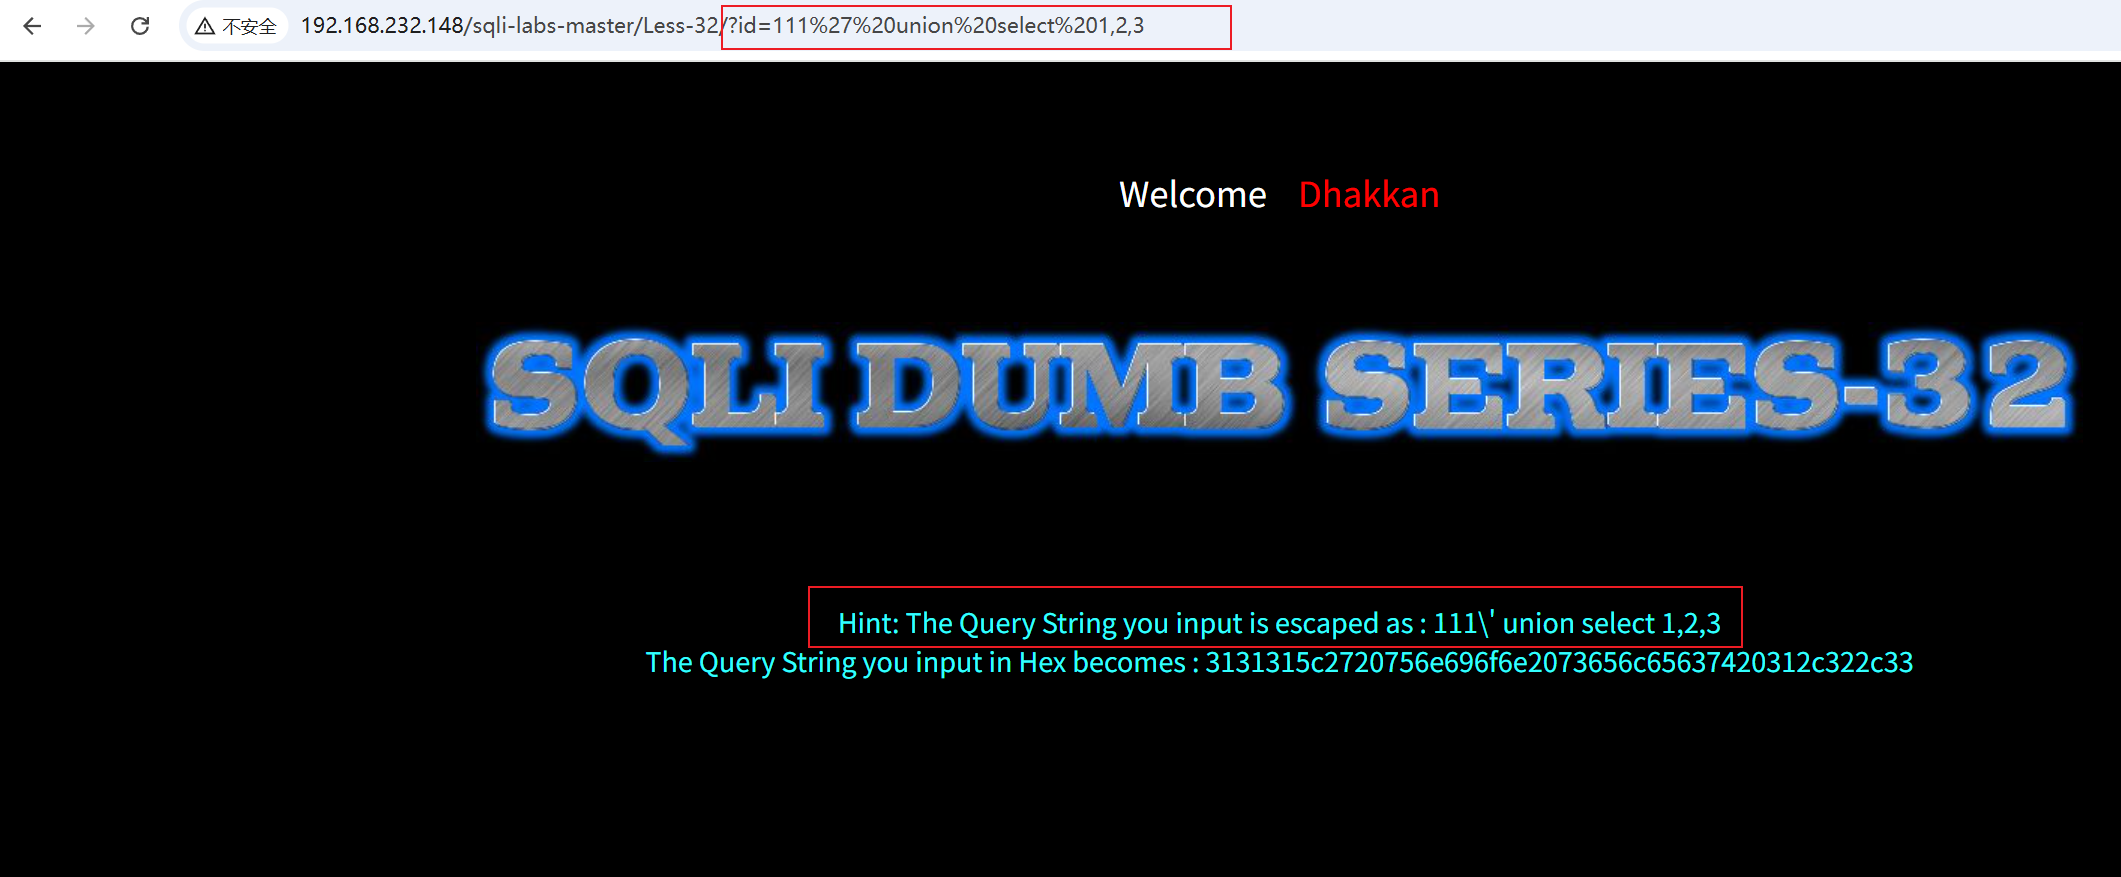 不安全 192.168.232.148/sqli-labs-master/Less-32/?id=111%27%20union%20select%201,2,3
Welcome Dhakkan
SQLI DUMB SERIES-32
Hint: The Query String you input is escaped as : 111\' union select 1,2,3
The Query String you input in Hex becomes : 3131315c2720756e696f6e2073656c65637420312c322c33